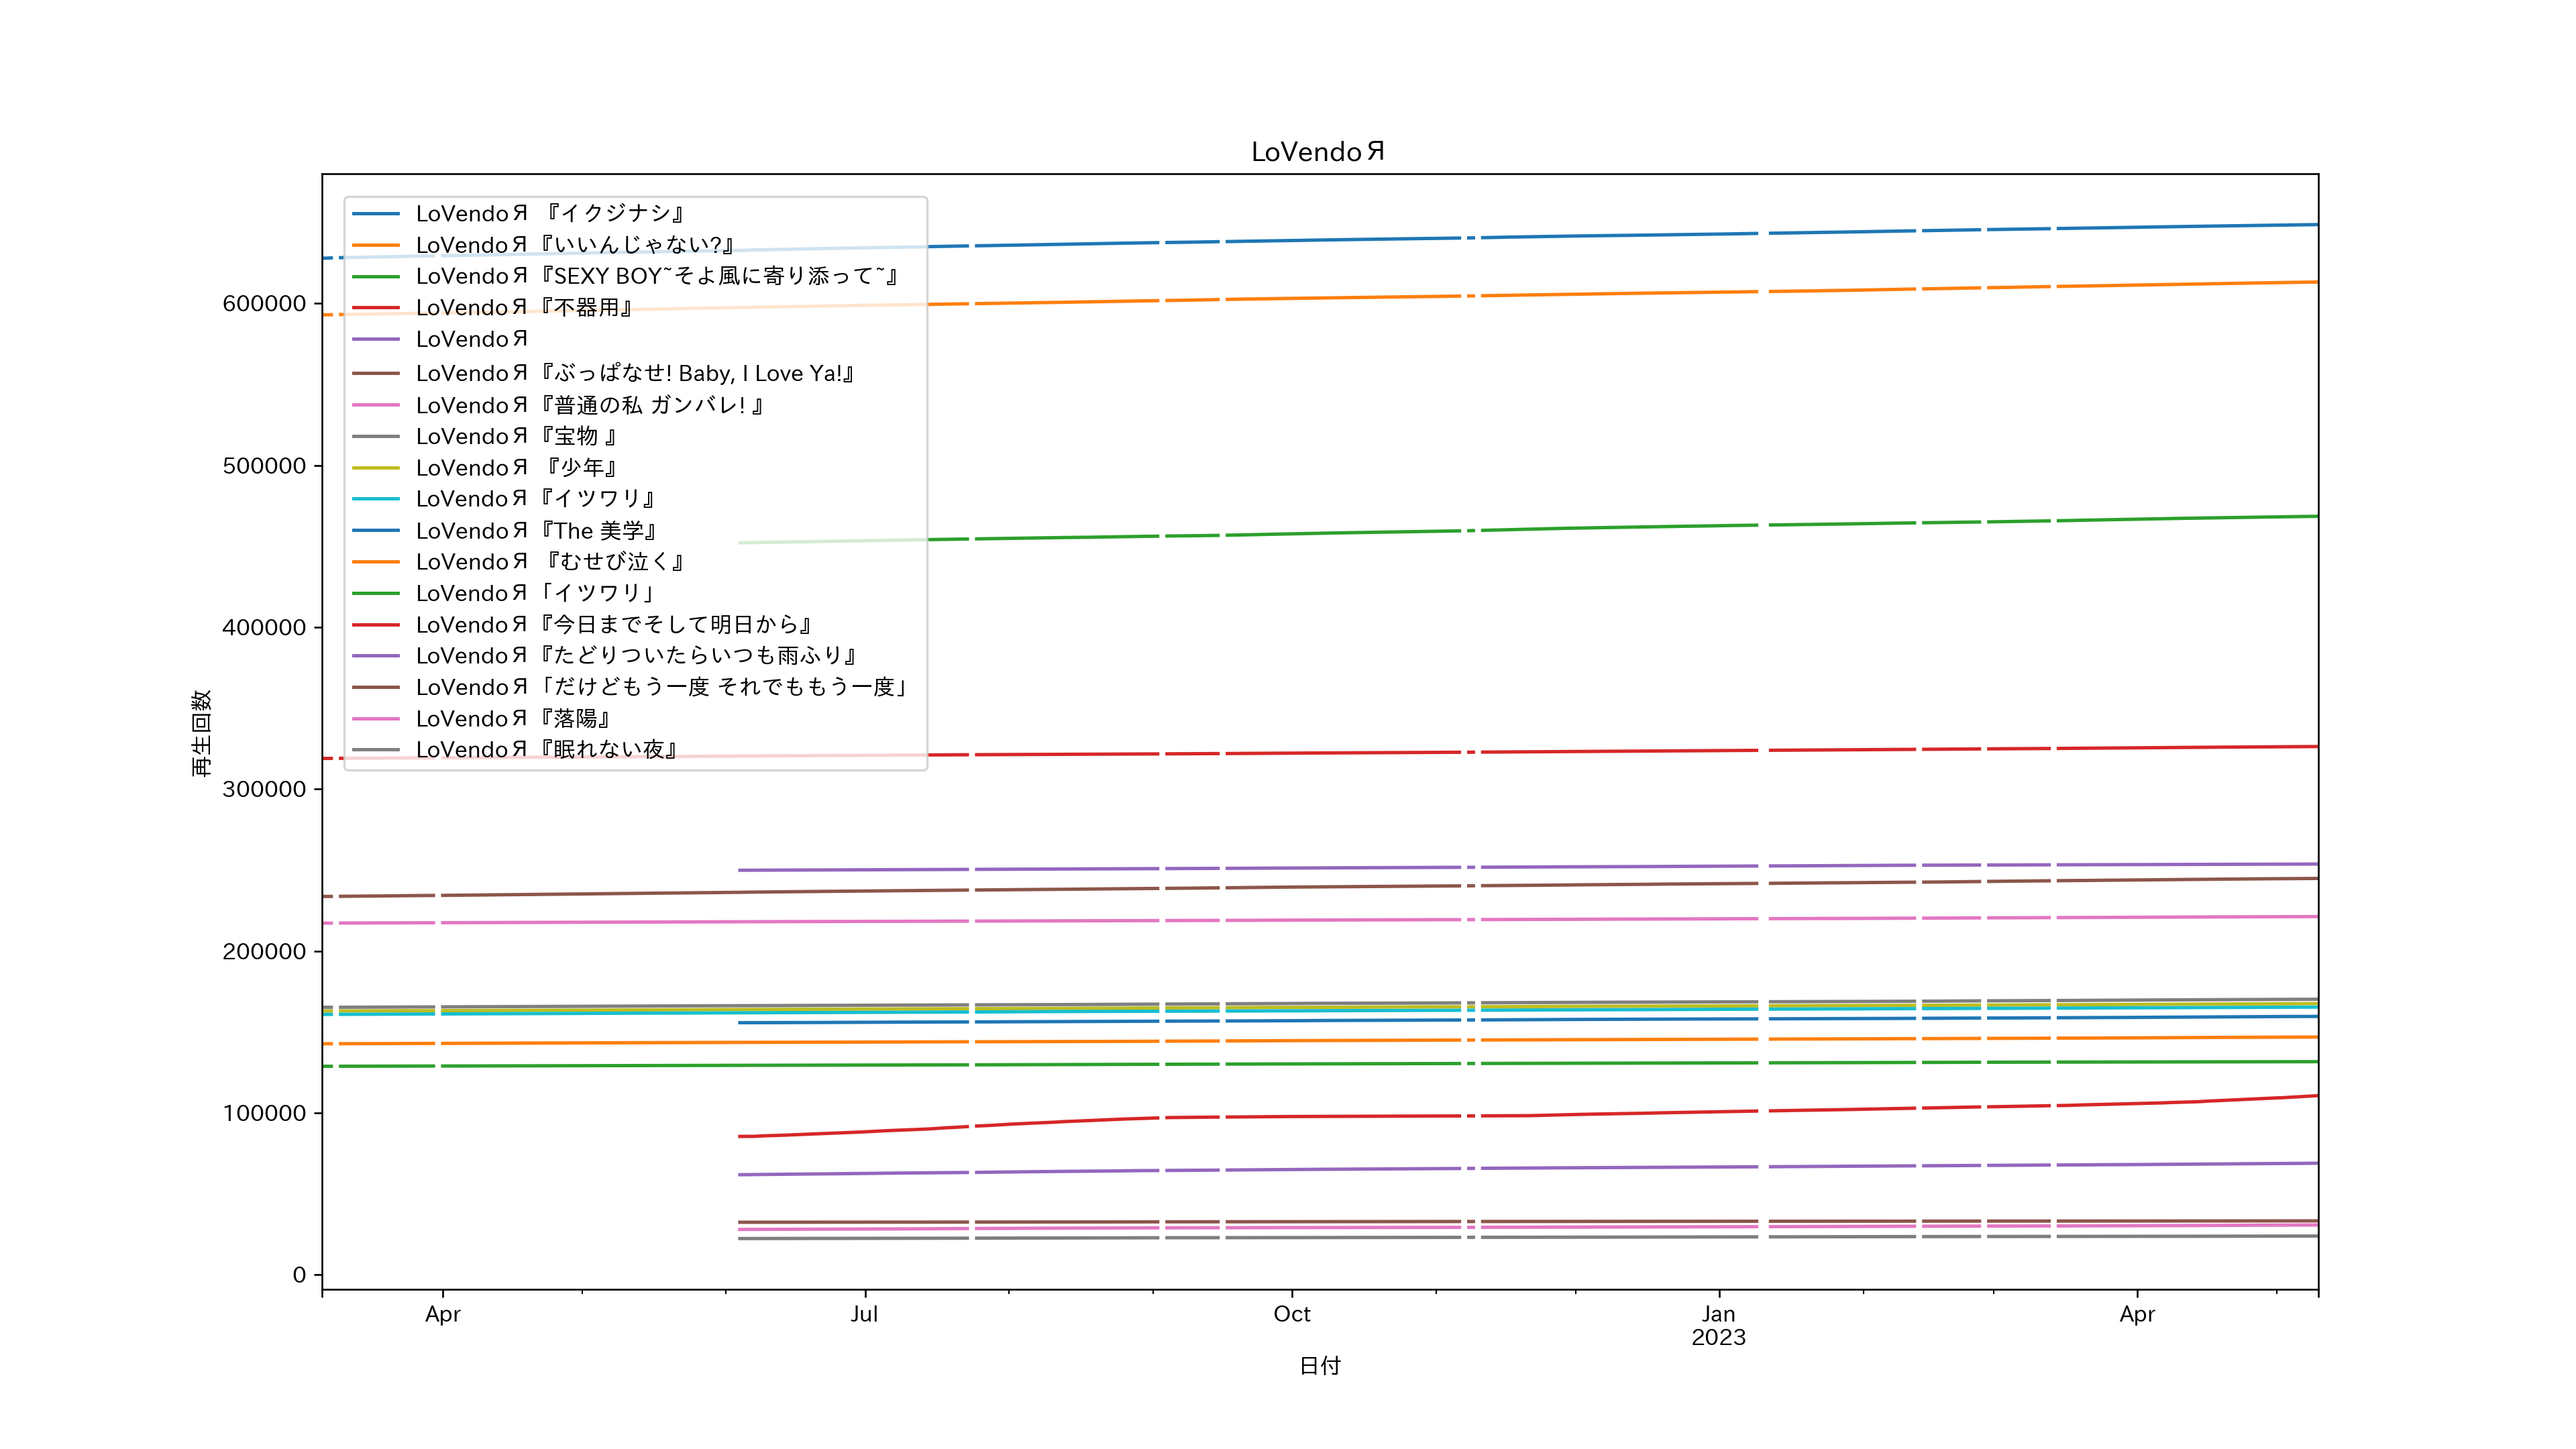 LoVendoЯ
LoVendoЯ 『イクジナシ』
LoVendoЯ『いいんじゃない?』
LoVendoЯ『SEXY BOY~そよ風に寄り添って~』
LoVendoЯ『不器用』
LoVendoЯ
LoVendoЯ『ぶっぱなせ! Baby, I Love Ya!』
LoVendoЯ『普通の私 ガンバレ! 』
LoVendoЯ『宝物 』
LoVendoЯ 『少年』
LoVendoЯ『イツワリ』
LoVendoЯ『The 美学』
LoVendoЯ 『むせび泣く』
LoVendoЯ「イツワリ」
LoVendoЯ『今日までそして明日から』
LoVendoЯ『たどりついたらいつも雨ふり』
LoVendoЯ「だけどもう一度 それでももう一度」
LoVendoЯ『落陽』
LoVendoЯ『眠れない夜』
再生回数
600000
500000
400000
300000
200000
100000
0
Apr
Jul
Oct
Jan
2023
Apr
日付